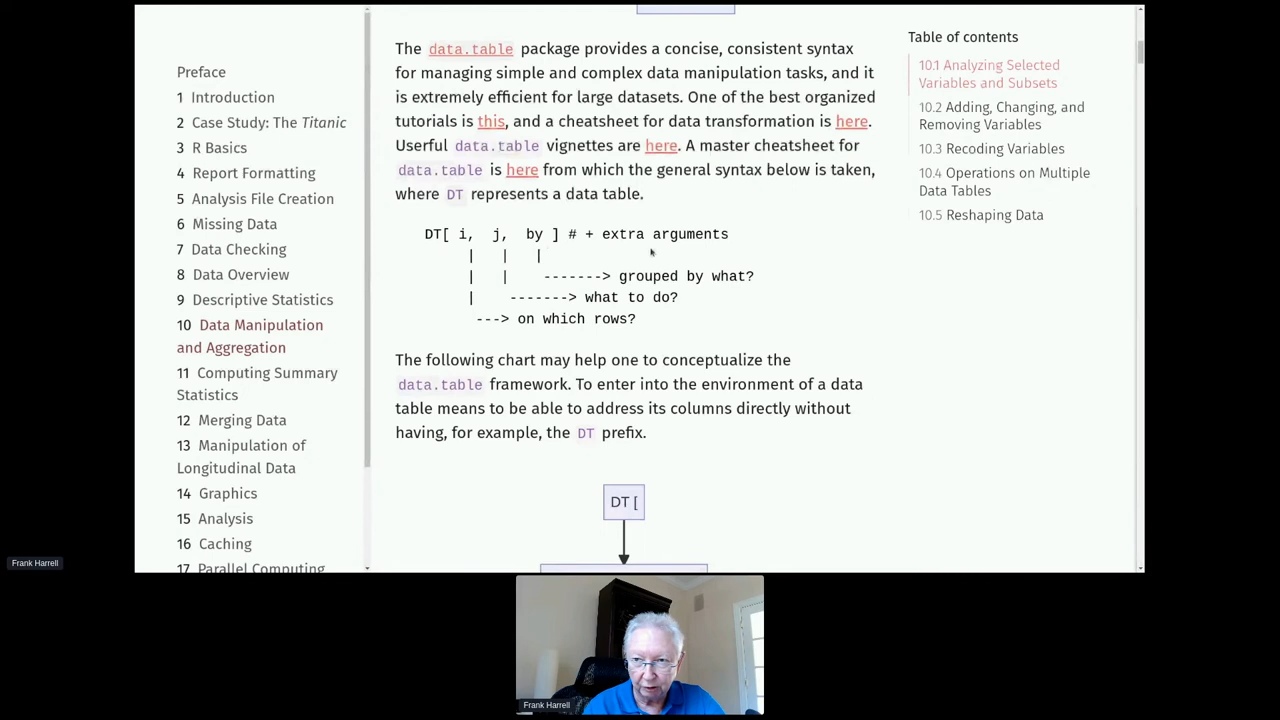 Preface
1 Introduction
2 Case Study: The Titanic
3 R Basics
4 Report Formatting
5 Analysis File Creation
6 Missing Data
7 Data Checking
8 Data Overview
9 Descriptive Statistics
10 Data Manipulation
and Aggregation
11 Computing Summary
Statistics
12 Merging Data
13 Manipulation of
Longitudinal Data
14 Graphics
15 Analysis
16 Caching
17 Parallel Computing
The data.table package provides a concise, consistent syntax
for managing simple and complex data manipulation tasks, and it
is extremely efficient for large datasets. One of the best organized
tutorials is this, and a cheatsheet for data transformation is here.
Userful data.table vignettes are here. A master cheatsheet for
data.table is here from which the general syntax below is taken,
where DT represents a data table.
DT[ i, j, by ] # + extra arguments
| | |
| | -------> grouped by what?
| -------> what to do?
---> on which rows?
The following chart may help one to conceptualize the
data.table framework. To enter into the environment of a data
table means to be able to address its columns directly without
having, for example, the DT prefix.
DT [
Table of contents
10.1 Analyzing Selected
Variables and Subsets
10.2 Adding, Changing, and
Removing Variables
10.3 Recoding Variables
10.4 Operations on Multiple
Data Tables
10.5 Reshaping Data
Frank Harrell
Frank Harrell